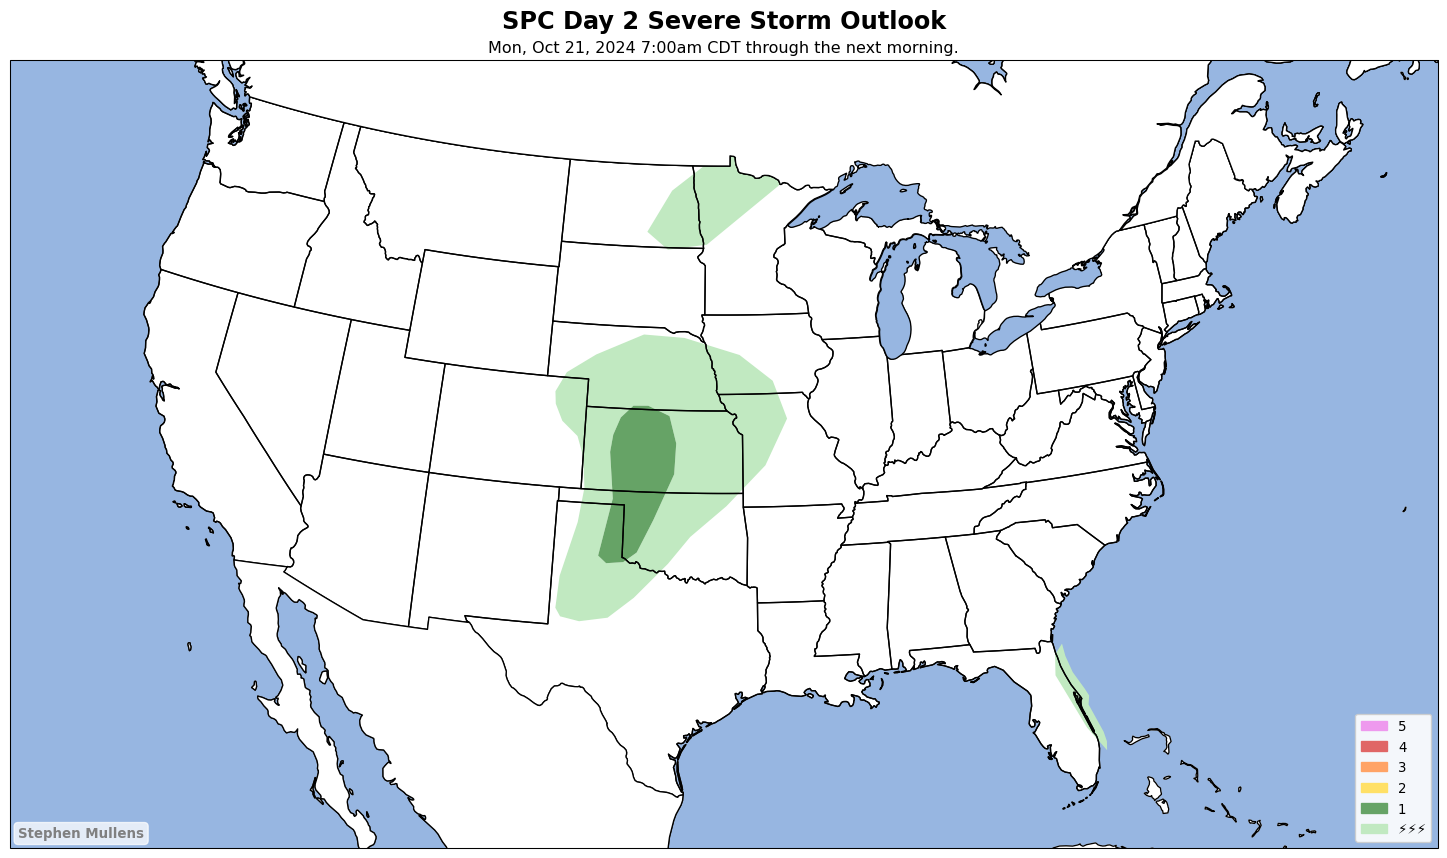 SPC Day 2 Severe Storm Outlook
Mon, Oct 21, 2024 7:00am CDT through the next morning.
5
4
3
2
1
⚡⚡⚡
Stephen Mullens